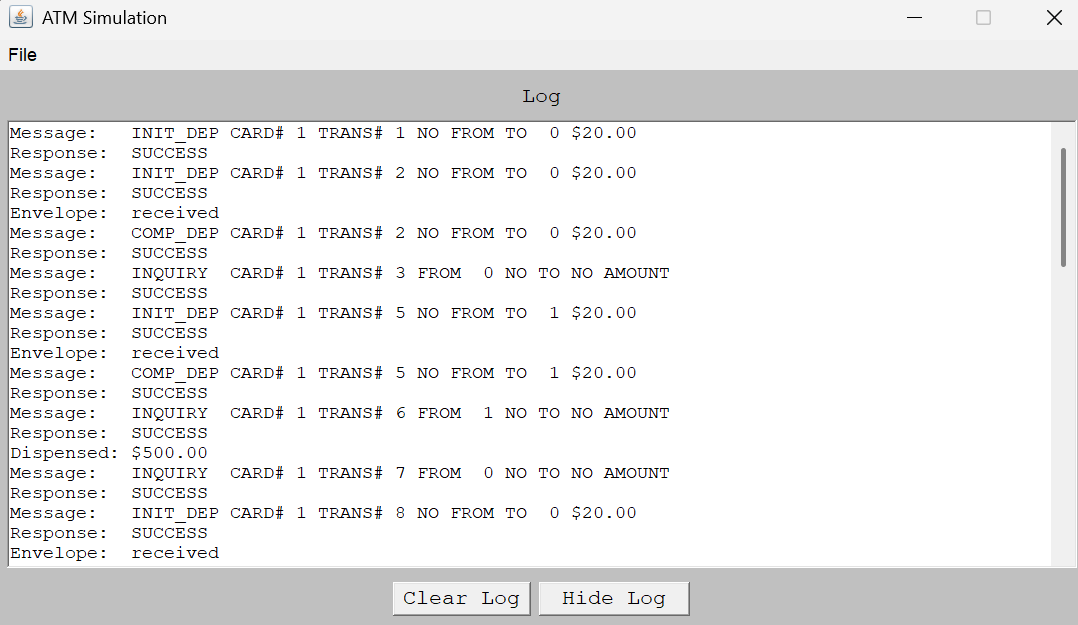 ATM Simulation
File
Log
Message:   INIT_DEP CARD# 1 TRANS# 1 NO FROM TO  0 $20.00
Response:  SUCCESS
Message:   INIT_DEP CARD# 1 TRANS# 2 NO FROM TO  0 $20.00
Response:  SUCCESS
Envelope:  received
Message:   COMP_DEP CARD# 1 TRANS# 2 NO FROM TO  0 $20.00
Response:  SUCCESS
Message:   INQUIRY  CARD# 1 TRANS# 3 FROM  0 NO TO NO AMOUNT
Response:  SUCCESS
Message:   INIT_DEP CARD# 1 TRANS# 5 NO FROM TO  1 $20.00
Response:  SUCCESS
Envelope:  received
Message:   COMP_DEP CARD# 1 TRANS# 5 NO FROM TO  1 $20.00
Response:  SUCCESS
Message:   INQUIRY  CARD# 1 TRANS# 6 FROM  1 NO TO NO AMOUNT
Response:  SUCCESS
Dispensed: $500.00
Message:   INQUIRY  CARD# 1 TRANS# 7 FROM  0 NO TO NO AMOUNT
Response:  SUCCESS
Message:   INIT_DEP CARD# 1 TRANS# 8 NO FROM TO  0 $20.00
Response:  SUCCESS
Envelope:  received
Clear Log Hide Log